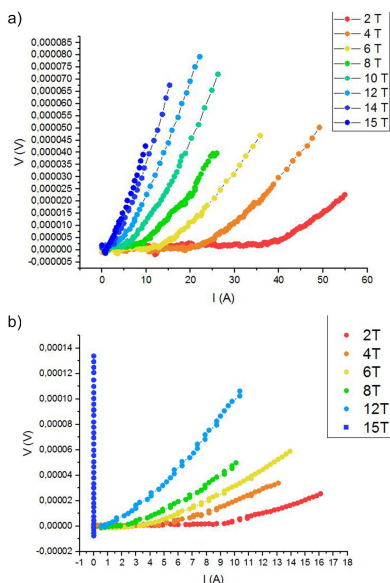 a)
2 T
4 T
6 T
8 T
10 T
12 T
14 T
15 T
0,000085
0,000080
0,000075
0,000070
0,000065
0,000060
0,000055
0,000050
0,000045
0,000040
0,000035
0,000030
0,000025
0,000020
0,000015
0,000010
0,000005
0,000000
-0,000005
V (V)
0 10 20 30 40 50 60
I (A)
b)
2T
4T
6T
8T
12T
15T
0,00014
0,00012
0,00010
0,00008
0,00006
0,00004
0,00002
0,00000
-0,00002
V (V)
-1 0 1 2 3 4 5 6 7 8 9 10 11 12 13 14 15 16 17 18
I (A)